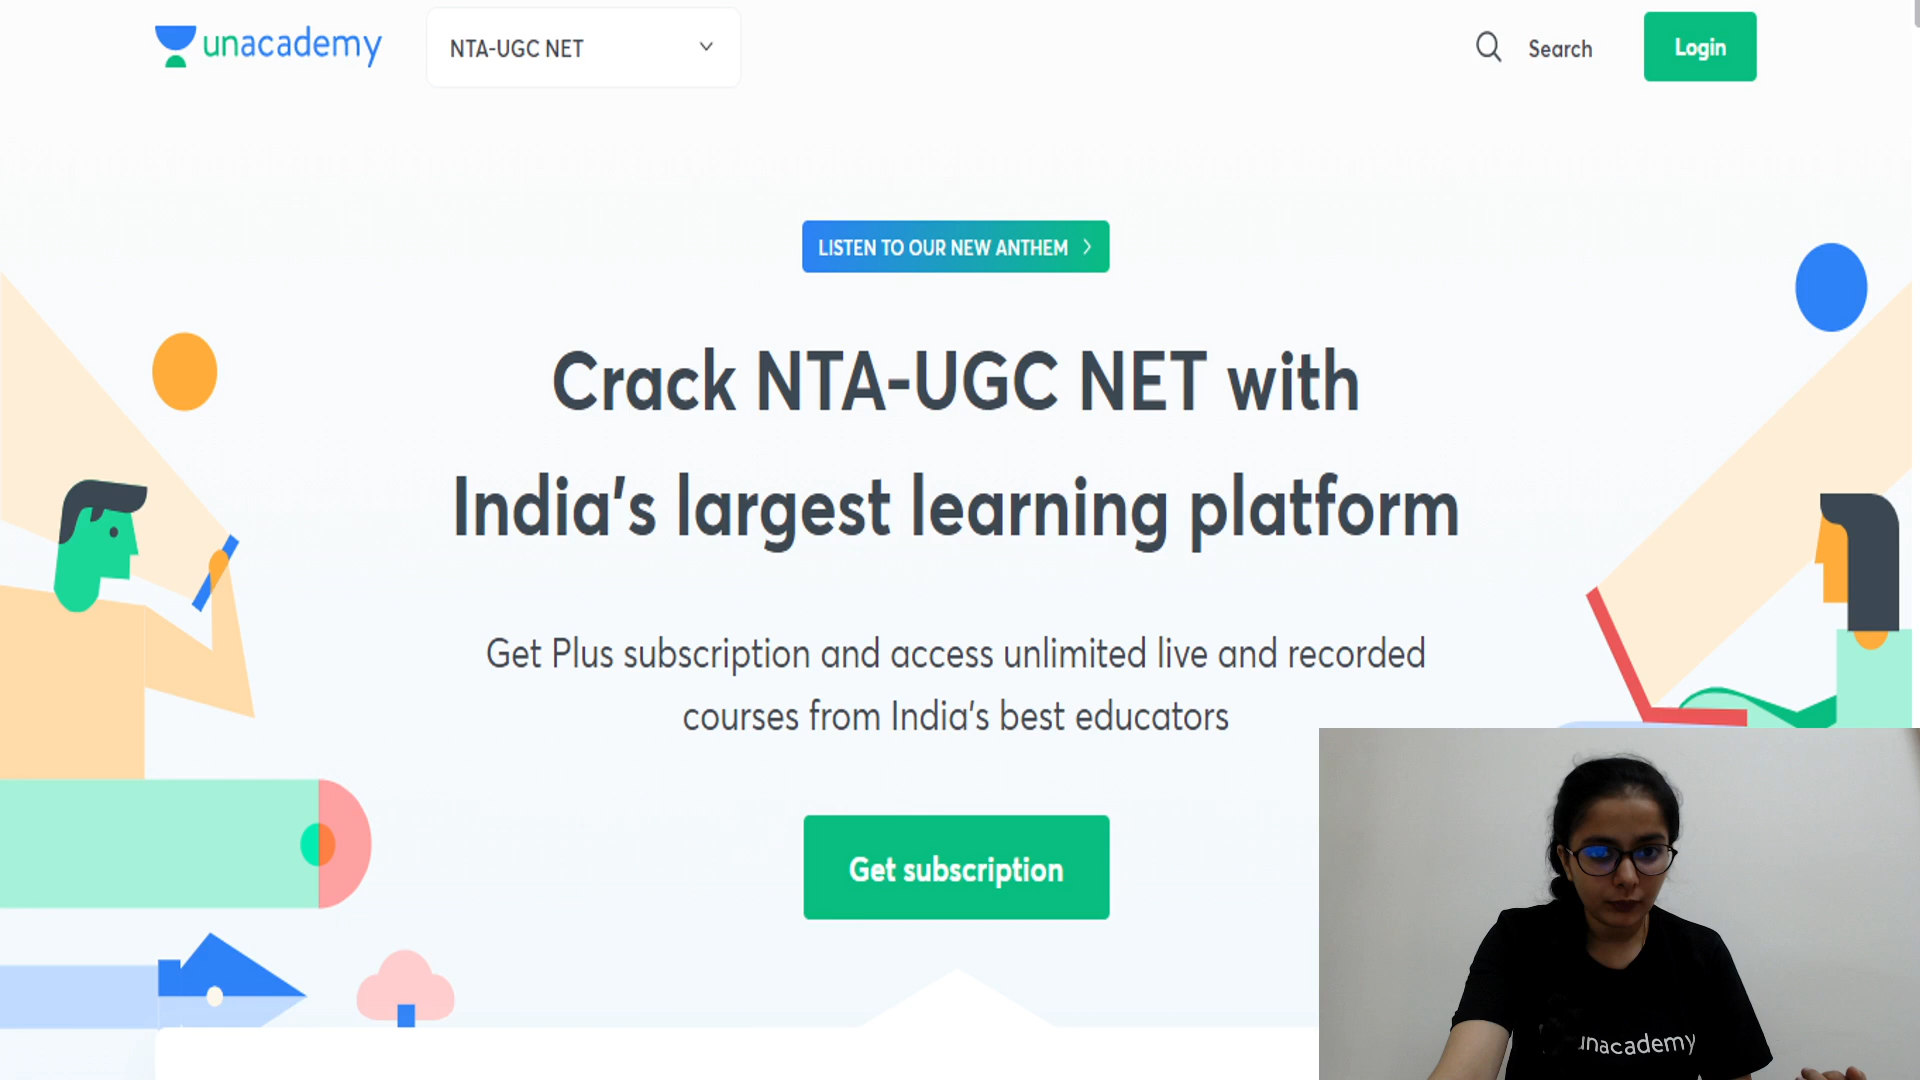 unacademy
NTA-UGC NET
Search
Login
LISTEN TO OUR NEW ANTHEM
Crack NTA-UGC NET with
India's largest learning platform
Get Plus subscription and access unlimited live and recorded
courses from India's best educators
Get subscription
unacademy